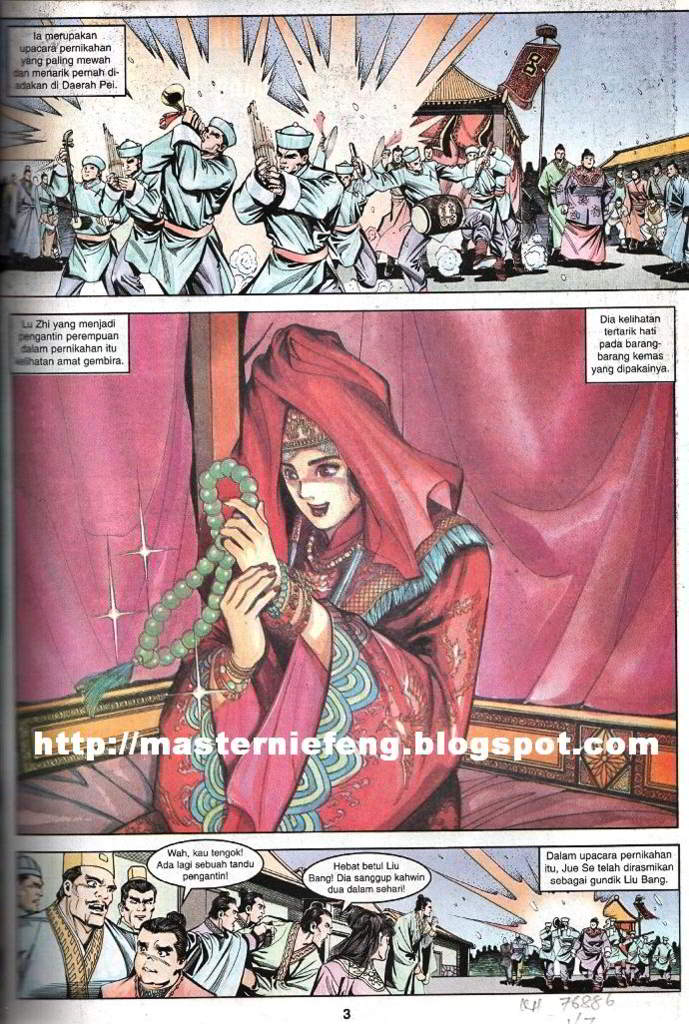 Ia merupakan
upacara pernikahan
yang paling mewah
dan menarik pernah di-
adakan di Daerah Pei.
Lu Zhi yang menjadi
pengantin perempuan
dalam pernikahan itu
kelihatan amat gembira.
Dia kelihatan
tertarik hati
pada barang-
barang kemas
yang dipakainya.
http://masterniefeng.blogspot.com
Wah, kau tengok!
Ada lagi sebuah tandu
pengantin!
Hebat betul Liu
Bang! Dia sanggup kahwin
dua dalam sehari!
Dalam upacara pernikahan
itu, Jue Se telah dirasmikan
sebagai gundik Liu Bang.
3
76886